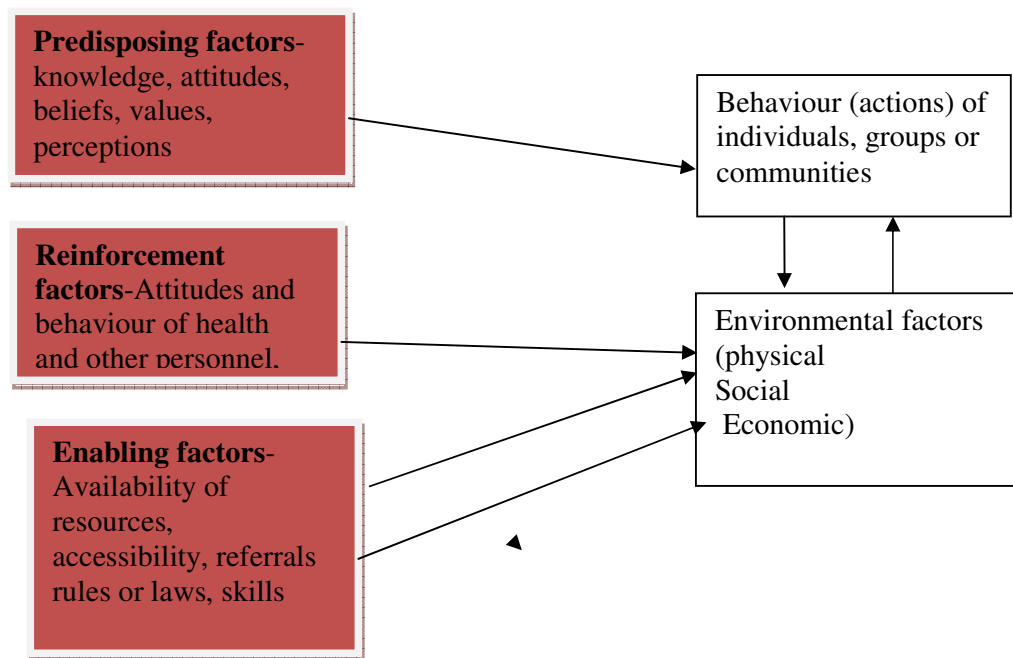 Predisposing factors-
knowledge, attitudes,
beliefs, values,
perceptions
Behaviour (actions) of
individuals, groups or
communities
Reinforcement
factors-Attitudes and
behaviour of health
and other personnel.
Environmental factors
(physical
Social
Economic)
Enabling factors-
Availability of
resources,
accessibility, referrals
rules or laws, skills